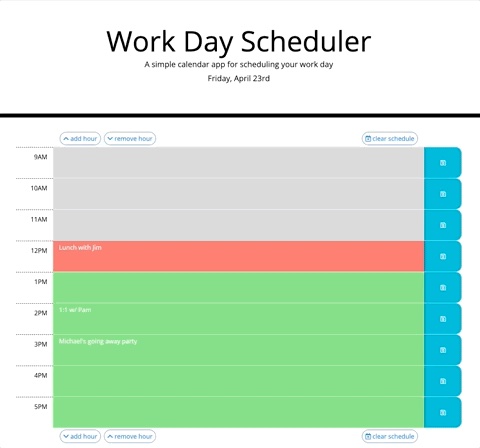 Work Day Scheduler
A simple calendar app for scheduling your work day
Friday, April 23rd
add hour remove hour clear schedule
9AM
10AM
11AM
12PM Lunch with Jim
1PM
2PM 1:1 w/ Pam
3PM Michael's going away party
4PM
5PM
add hour remove hour clear schedule